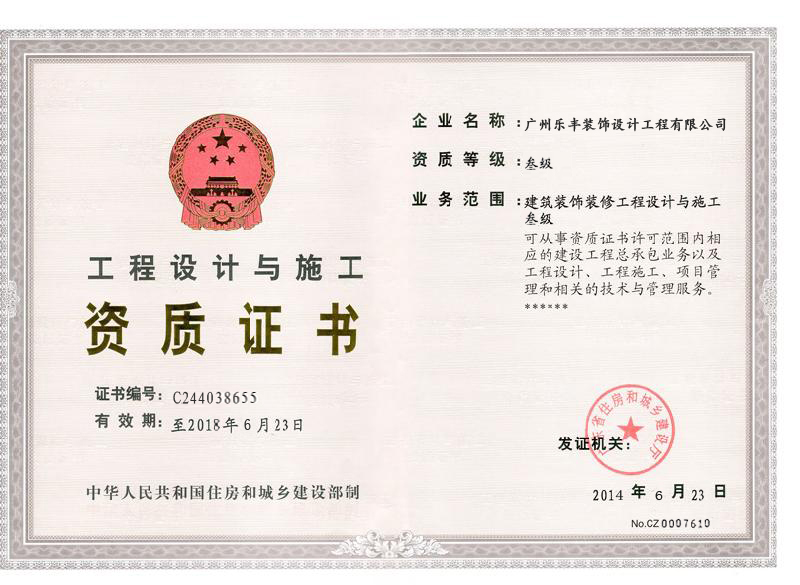 工程设计与施工
资质证书
证书编号：C244038655
有效期：至2018年6月23日
中华人民共和国住房和城乡建设部制
企业名称：广州乐丰装饰设计工程有限公司
资质等级：叁级
业务范围：建筑装饰装修工程设计与施工
叁级
可从事资质证书许可范围内相
应的建设工程总承包业务以及
工程设计、工程施工、项目管
理和相关的技术与管理服务。
******
广东省住房和城乡建设厅
发证机关：
2014年6月23日
No.CZ0007610